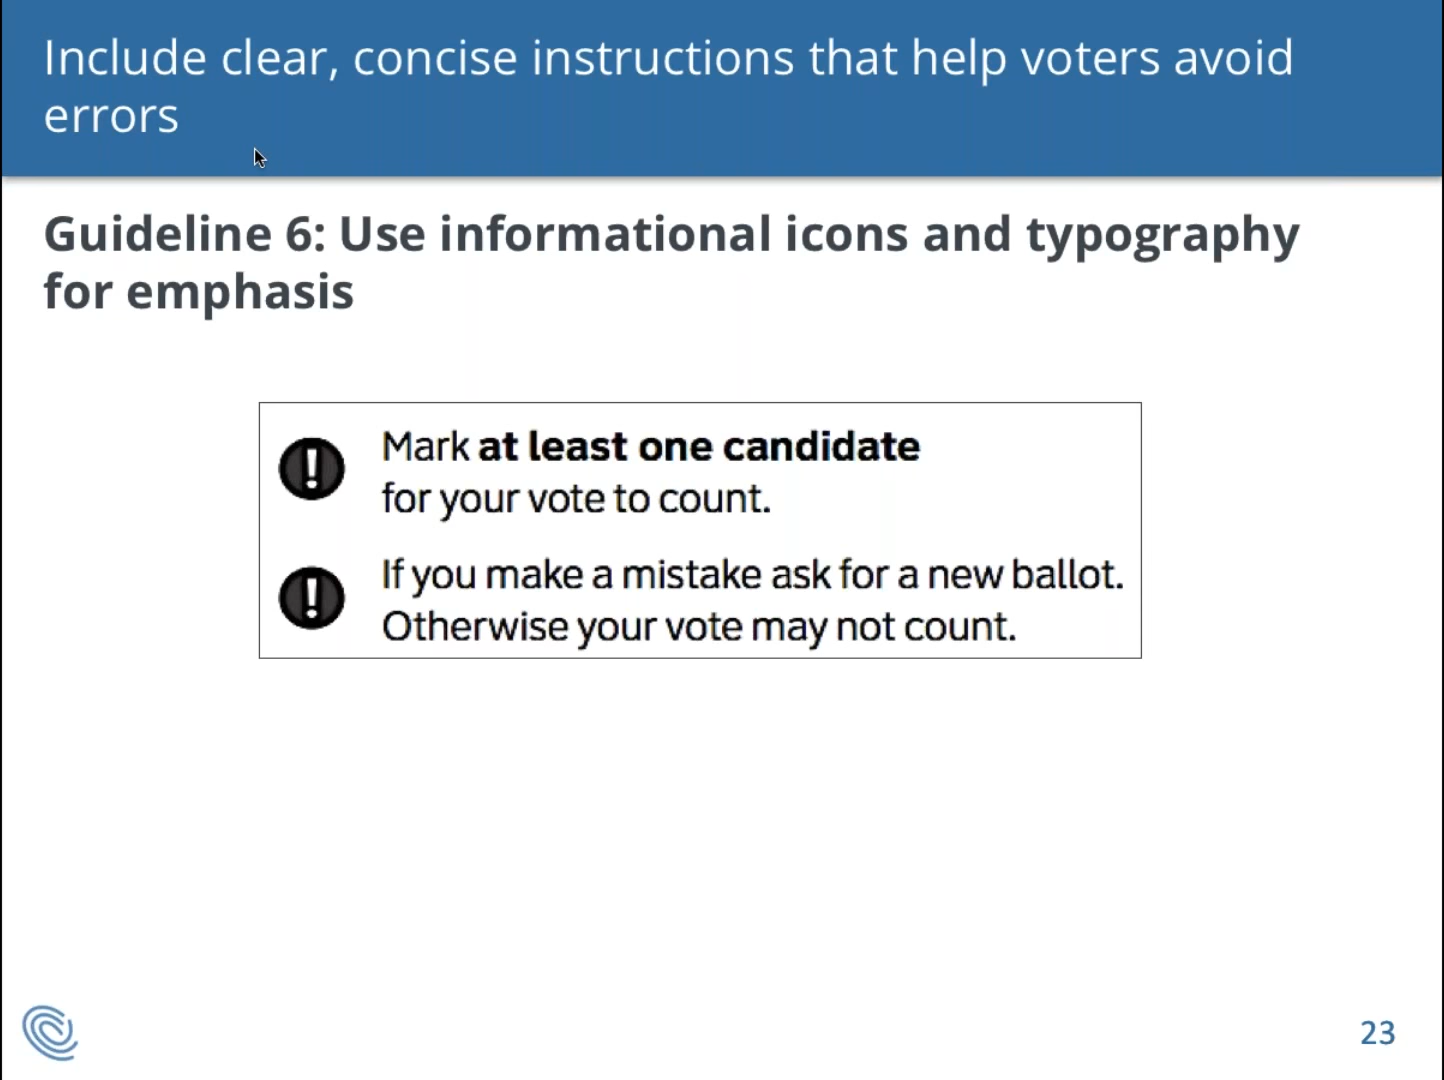 Include clear, concise instructions that help voters avoid
errors
Guideline 6: Use informational icons and typography
for emphasis
Mark at least one candidate
for your vote to count.
If you make a mistake ask for a new ballot.
Otherwise your vote may not count.
23